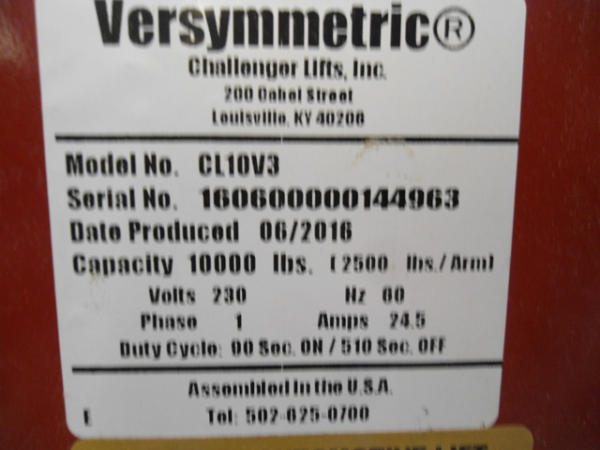 Versymmetric®
Challenger Lifts, Inc.
200 Cabel Street
Louisville, KY 40206
Model No. CL10V3
Serial No. 160600000144963
Date Produced 06/2016
Capacity 10000 lbs. (2500 lbs./Arm)
Volts 230 Hz 60
Phase 1 Amps 24.5
Duty Cycle: 90 Sec. ON / 510 Sec. OFF
Assembled in the U.S.A.
E Tel: 502-625-0700